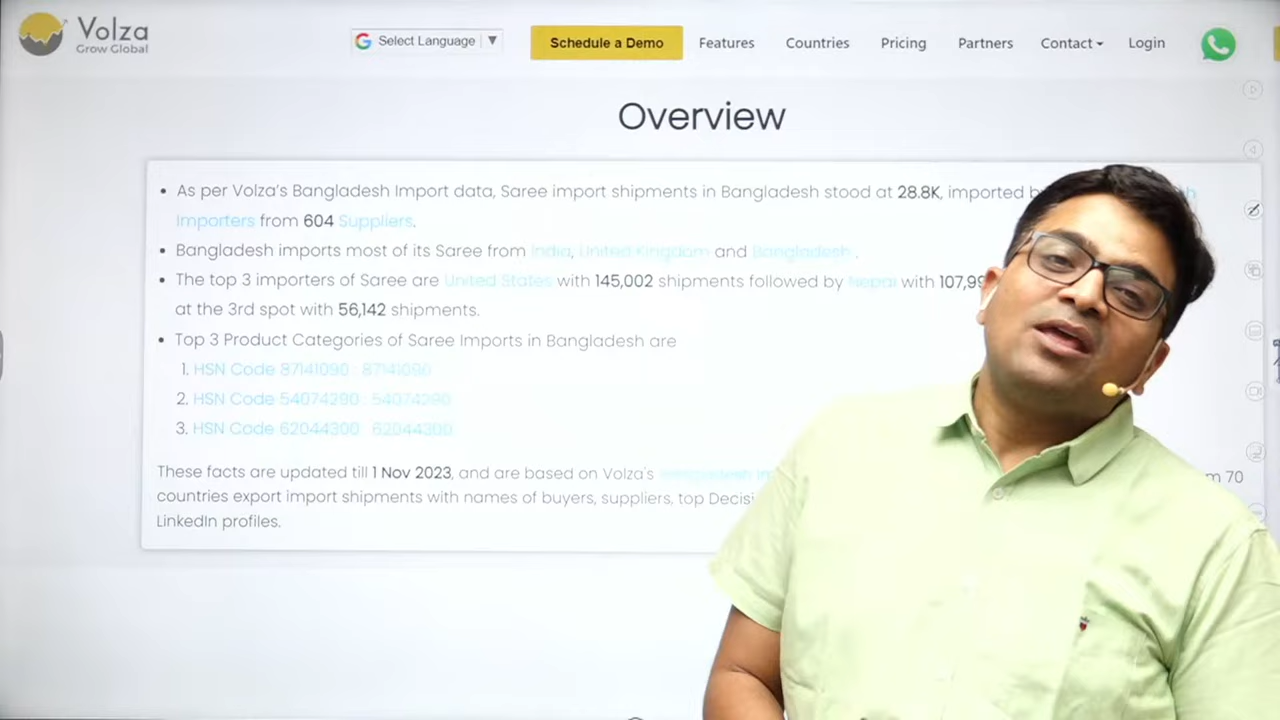 Volza
Grow Global
Select Language
Schedule a Demo
Features
Countries
Pricing
Partners
Contact
Login
Overview
• As per Volza's Bangladesh Import data, Saree import shipments in Bangladesh stood at 28.8K, imported
Importers from 604 Suppliers.
• Bangladesh imports most of its Saree from India, United Kingdom and Bangladesh .
• The top 3 importers of Saree are United States with 145,002 shipments followed by Nepal with
at the 3rd spot with 56,142 shipments.
• Top 3 Product Categories of Saree Imports in Bangladesh are
1. HSN Code 87141090 : 87141090
2. HSN Code 54074290 : 54074290
3. HSN Code 62044300 : 62044300
These facts are updated till 1 Nov 2023, and are based on Volza's Bangladesh 70
countries export import shipments with names of buyers, suppliers, top
LinkedIn profiles.